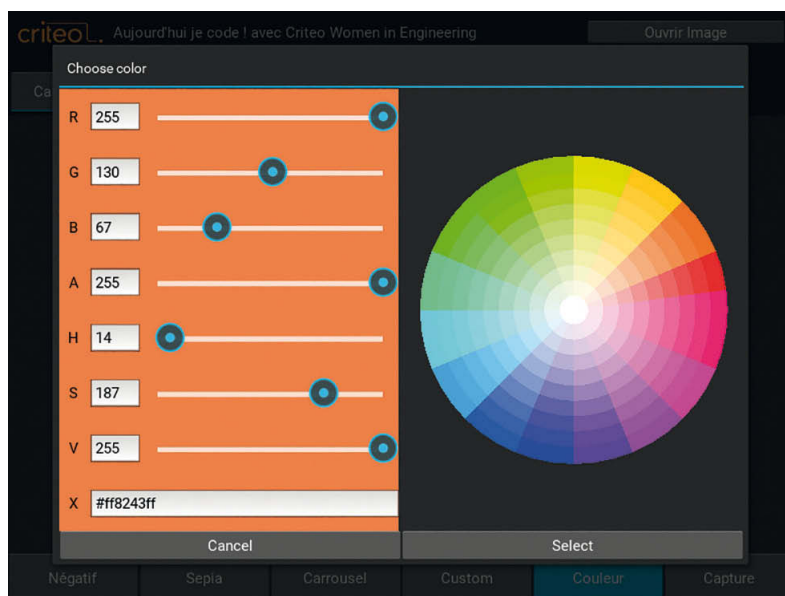 criteo. Aujourd'hui je code ! avec Criteo Women in Engineering Ouvrir Image
Choose color
Ca
R 255
G 130
B 67
A 255
H 14
S 187
V 255
X #ff8243ff
Cancel Select
Négatif Sepia Carrousel Custom Couleur Capture